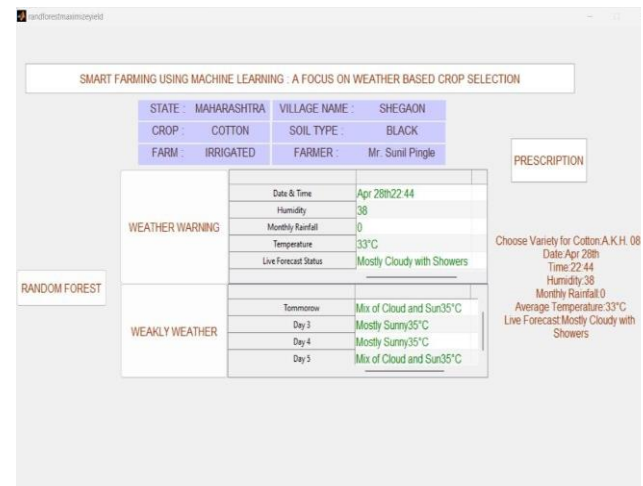 randforestmaximizeyield
SMART FARMING USING MACHINE LEARNING : A FOCUS ON WEATHER BASED CROP SELECTION
STATE : MAHARASHTRA VILLAGE NAME : SHEGAON
CROP : COTTON SOIL TYPE : BLACK
FARM : IRRIGATED FARMER : Mr. Sunil Pingle
PRESCRIPTION
WEATHER WARNING
Date & Time Apr 28th22:44
Humidity 38
Monthly Rainfall 0
Temperature 33°C
Live Forecast Status Mostly Cloudy with Showers
RANDOM FOREST
WEAKLY WEATHER
Tommorow Mix of Cloud and Sun35°C
Day 3 Mostly Sunny35°C
Day 4 Mostly Sunny35°C
Day 5 Mix of Cloud and Sun35°C
Choose Variety for Cotton:A.K.H. 08
Date:Apr 28th
Time:22:44
Humidity:38
Monthly Rainfall:0
Average Temperature:33°C
Live Forecast:Mostly Cloudy with
Showers